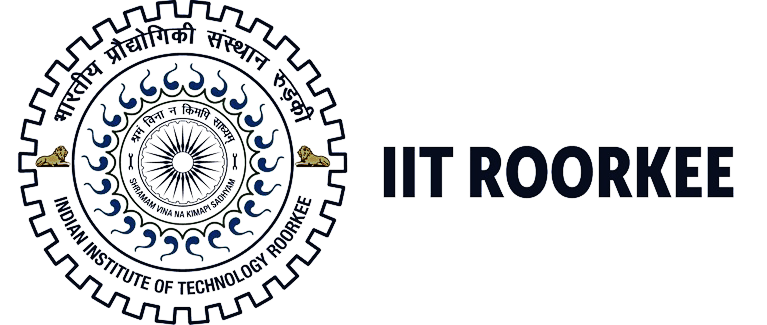 भारतीय प्रौद्योगिकी संस्थान रुड़की
श्रमं विना न किमपि साध्यम्
SHRAMAM VINA NA KIMAPI SADHYAM
INDIAN INSTITUTE OF TECHNOLOGY ROORKEE
IIT ROORKEE